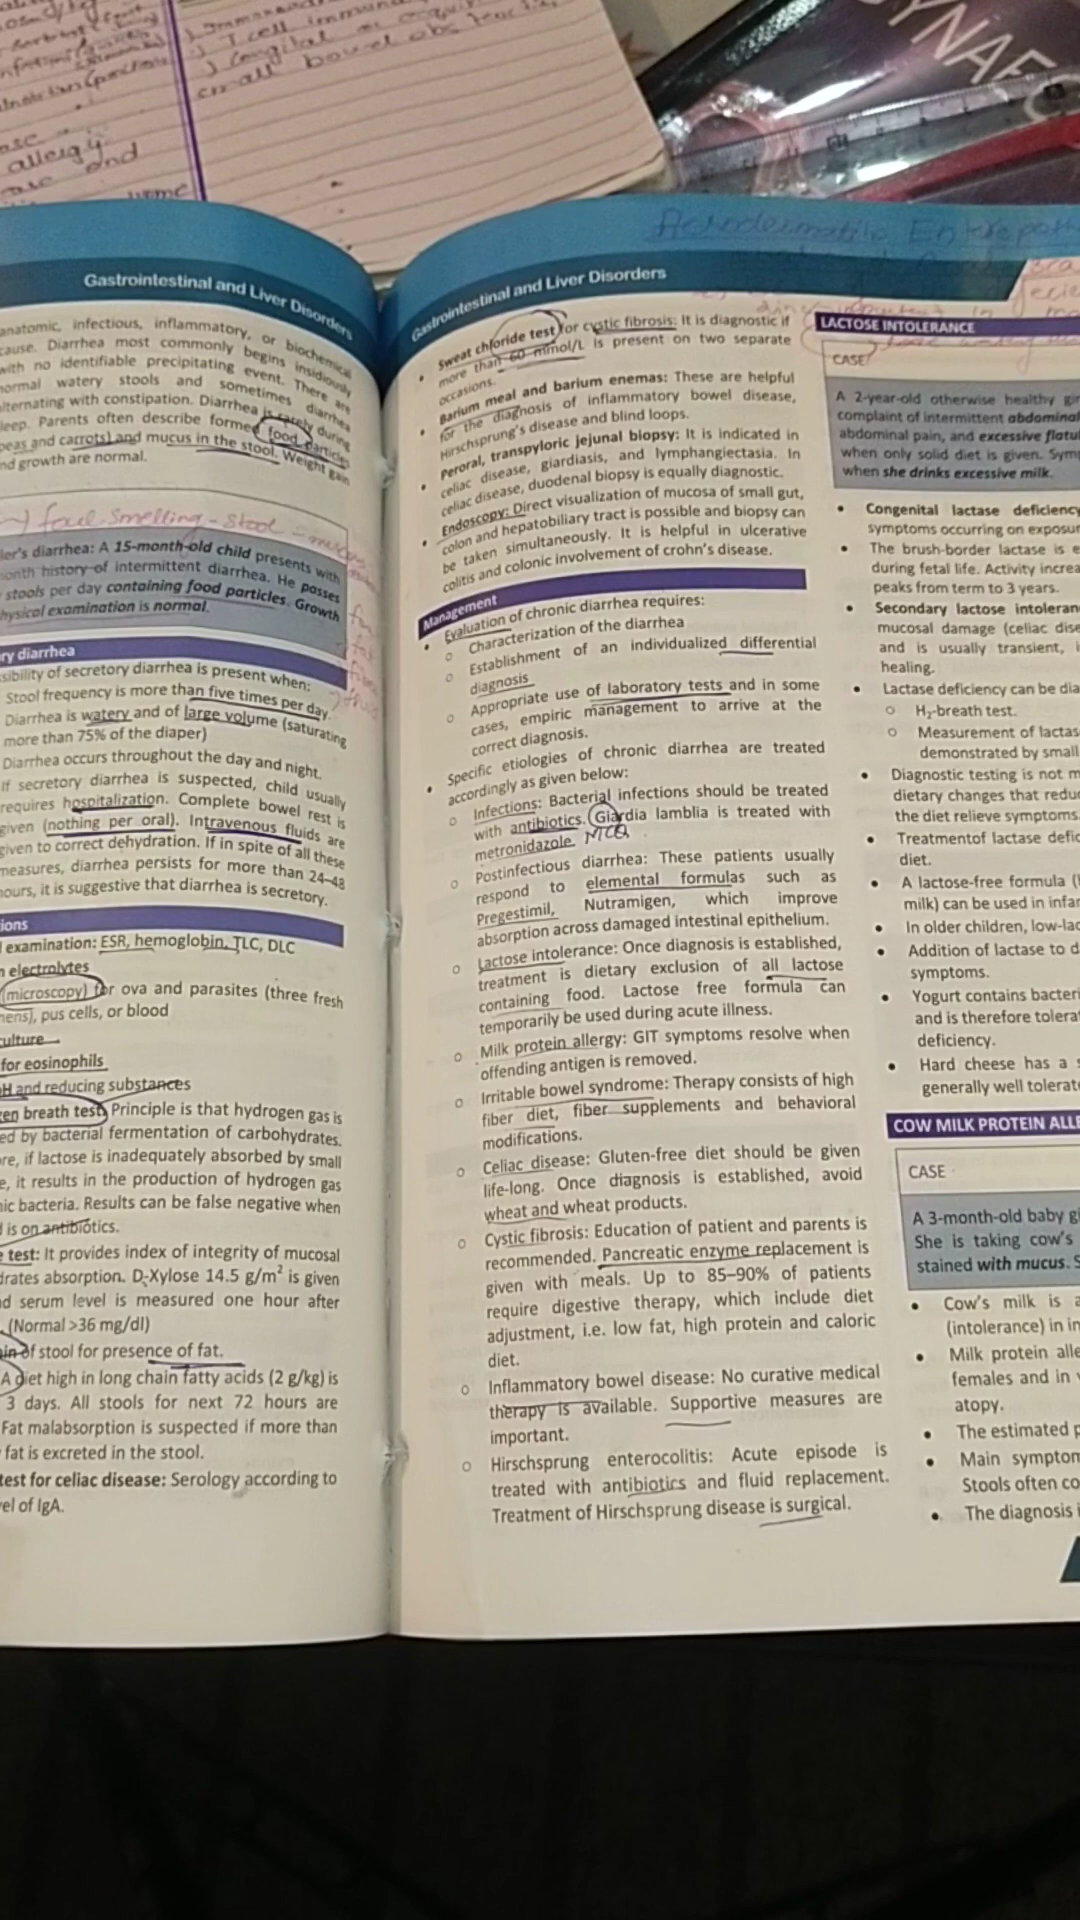 allergy
and
GYNAE
Gastrointestinal and Liver Disorders
anatomic, infectious, inflammatory, or biochemical
cause. Diarrhea most commonly begins insidiously
with no identifiable precipitating event. There are
normal watery stools and sometimes diarrhea
alternating with constipation. Diarrhea is rarely during
sleep. Parents often describe formed food particles
peas and carrots) and mucus in the stool. Weight gain
and growth are normal.
foul smelling - stool -
ler's diarrhea: A 15-month-old child presents with
month history of intermittent diarrhea. He passes
stools per day containing food particles. Growth
physical examination is normal.
ry diarrhea
sibility of secretory diarrhea is present when:
Stool frequency is more than five times per day.
Diarrhea is watery and of large volume (saturating
more than 75% of the diaper)
Diarrhea occurs throughout the day and night.
If secretory diarrhea is suspected, child usually
requires hospitalization. Complete bowel rest is
given (nothing per oral). Intravenous fluids are
given to correct dehydration. If in spite of all these
measures, diarrhea persists for more than 24–48
hours, it is suggestive that diarrhea is secretory.
ions
examination: ESR, hemoglobin, TLC, DLC
electrolytes
(microscopy) for ova and parasites (three fresh
mens), pus cells, or blood
culture
for eosinophils
H and reducing substances
gen breath test: Principle is that hydrogen gas is
ed by bacterial fermentation of carbohydrates.
re, if lactose is inadequately absorbed by small
e, it results in the production of hydrogen gas
nic bacteria. Results can be false negative when
is on antibiotics.
test: It provides index of integrity of mucosal
drates absorption. D-Xylose 14.5 g/m² is given
nd serum level is measured one hour after
. (Normal >36 mg/dl)
ain of stool for presence of fat.
A diet high in long chain fatty acids (2 g/kg) is
3 days. All stools for next 72 hours are
Fat malabsorption is suspected if more than
fat is excreted in the stool.
test for celiac disease: Serology according to
vel of IgA.
Gastrointestinal and Liver Disorders
• Sweat chloride test for cystic fibrosis: It is diagnostic if
more than 60 mmol/L is present on two separate
occasions.
• Barium meal and barium enemas: These are helpful
for the diagnosis of inflammatory bowel disease,
Hirschsprung's disease and blind loops.
• Peroral, transpyloric jejunal biopsy: It is indicated in
celiac disease, giardiasis, and lymphangiectasia. In
celiac disease, duodenal biopsy is equally diagnostic.
• Endoscopy: Direct visualization of mucosa of small gut,
colon and hepatobiliary tract is possible and biopsy can
be taken simultaneously. It is helpful in ulcerative
colitis and colonic involvement of crohn's disease.
Management
• Evaluation of chronic diarrhea requires:
o Characterization of the diarrhea
o Establishment of an individualized differential
diagnosis
o Appropriate use of laboratory tests and in some
cases, empiric management to arrive at the
correct diagnosis.
• Specific etiologies of chronic diarrhea are treated
accordingly as given below:
o Infections: Bacterial infections should be treated
with antibiotics. Giardia lamblia is treated with
metronidazole. MCQ
o Postinfectious diarrhea: These patients usually
respond to elemental formulas such as
Pregestimil, Nutramigen, which improve
absorption across damaged intestinal epithelium.
o Lactose intolerance: Once diagnosis is established,
treatment is dietary exclusion of all lactose
containing food. Lactose free formula can
temporarily be used during acute illness.
o Milk protein allergy: GIT symptoms resolve when
offending antigen is removed.
o Irritable bowel syndrome: Therapy consists of high
fiber diet, fiber supplements and behavioral
modifications.
o Celiac disease: Gluten-free diet should be given
life-long. Once diagnosis is established, avoid
wheat and wheat products.
o Cystic fibrosis: Education of patient and parents is
recommended. Pancreatic enzyme replacement is
given with meals. Up to 85–90% of patients
require digestive therapy, which include diet
adjustment, i.e. low fat, high protein and caloric
diet.
o Inflammatory bowel disease: No curative medical
therapy is available. Supportive measures are
important.
o Hirschsprung enterocolitis: Acute episode is
treated with antibiotics and fluid replacement.
Treatment of Hirschsprung disease is surgical.
LACTOSE INTOLERANCE
CASE
A 2-year-old otherwise healthy gir
complaint of intermittent abdominal
abdominal pain, and excessive flatul
when only solid diet is given. Symp
when she drinks excessive milk.
• Congenital lactase deficiency
symptoms occurring on exposur
• The brush-border lactase is e
during fetal life. Activity increa
peaks from term to 3 years.
• Secondary lactose intoleran
mucosal damage (celiac dise
and is usually transient, i
healing.
• Lactase deficiency can be dia
o H₂-breath test.
o Measurement of lactas
demonstrated by small
• Diagnostic testing is not m
dietary changes that redu
the diet relieve symptoms.
• Treatmentof lactase defic
diet.
• A lactose-free formula (
milk) can be used in infan
• In older children, low-lac
• Addition of lactase to d
symptoms.
• Yogurt contains bacteri
and is therefore tolerat
deficiency.
• Hard cheese has a s
generally well tolerate
COW MILK PROTEIN ALLE
CASE
A 3-month-old baby gi
She is taking cow's
stained with mucus. S
• Cow's milk is a
(intolerance) in in
• Milk protein alle
females and in
atopy.
• The estimated p
• Main symptom
Stools often co
• The diagnosis i